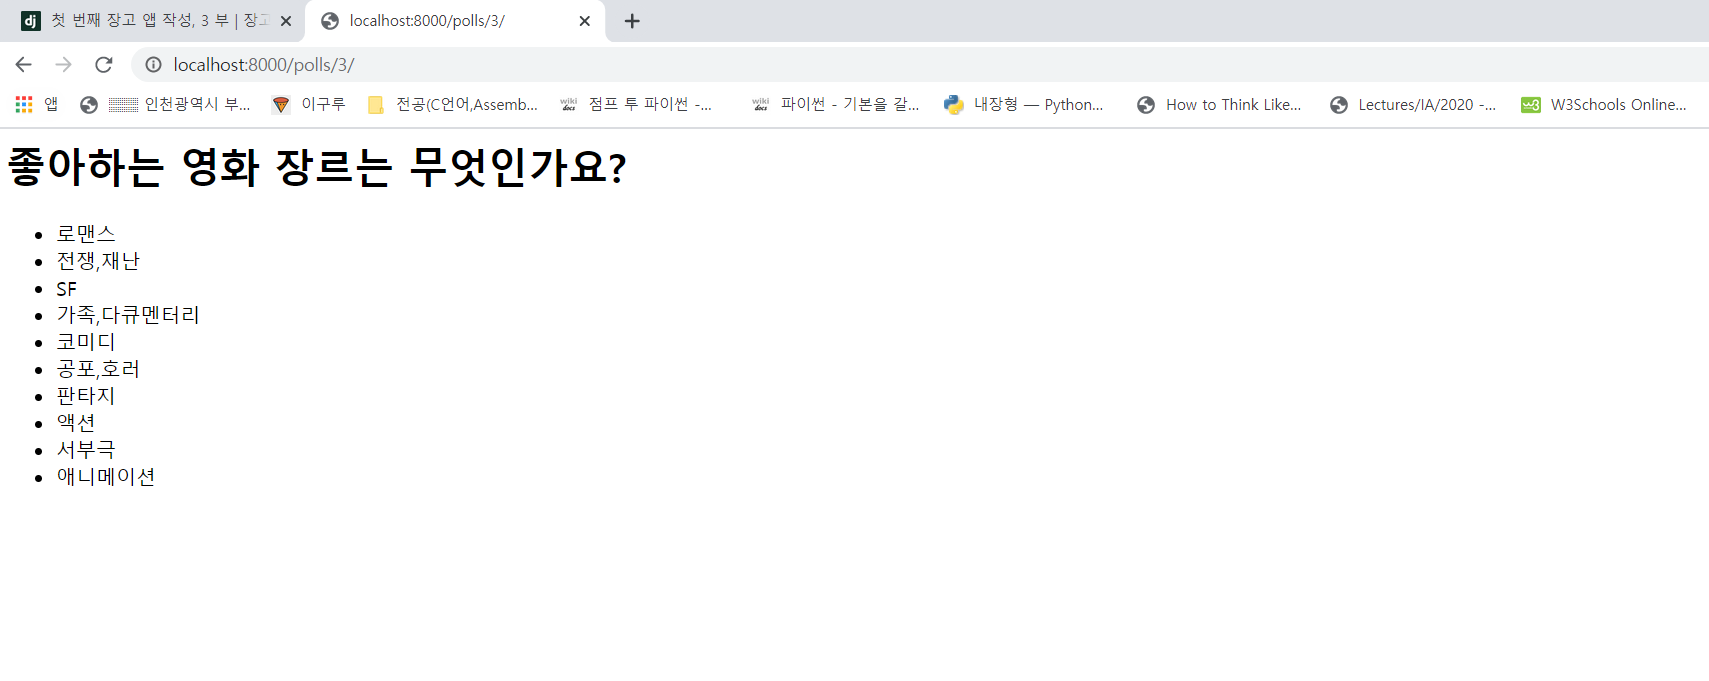 첫 번째 장고 앱 작성, 3 부 | 장고 localhost:8000/polls/3/
localhost:8000/polls/3/
앱 인천광역시 부... 이구루 전공(C언어,Assemb... 점프 투 파이썬 -... 파이썬 - 기본을 갈... 내장형 — Python... How to Think Like... Lectures/IA/2020 -... W3Schools Online...
좋아하는 영화 장르는 무엇인가요?
로맨스
전쟁,재난
SF
가족,다큐멘터리
코미디
공포,호러
판타지
액션
서부극
애니메이션